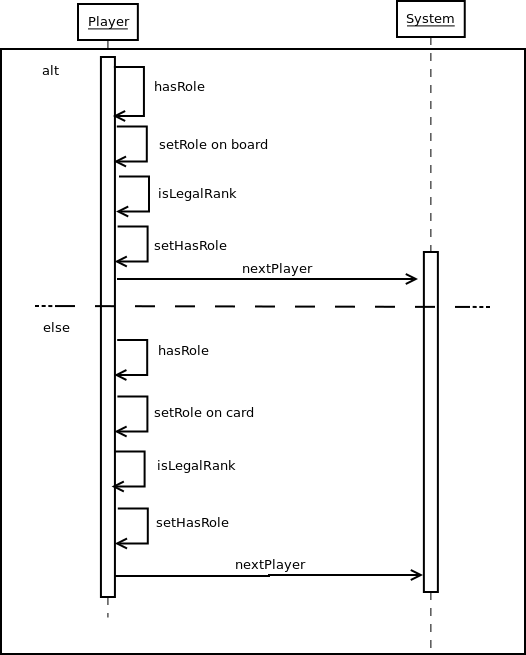 Player
System
alt
hasRole
setRole on board
isLegalRank
setHasRole
nextPlayer
else
hasRole
setRole on card
isLegalRank
setHasRole
nextPlayer